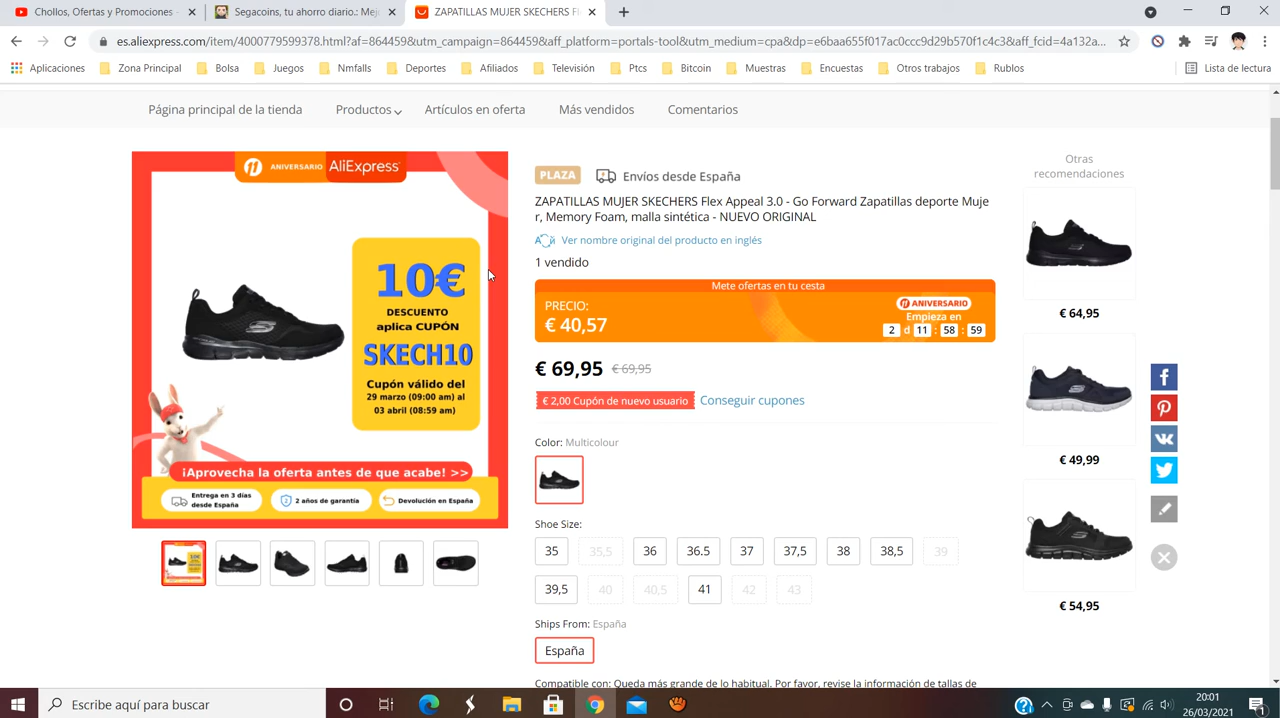 Chollos, Ofertas y Promociones -
Segacoins, tu ahorro diario.: Mej
ZAPATILLAS MUJER SKECHERS Fl
es.aliexpress.com/item/4000779599378.html?af=864459&utm_campaign=864459&aff_platform=portals-tool&utm_medium=cpa&dp=e6baa655f017ac0ccc9d29b570f1c4c3&aff_fcid=4a132a...
Aplicaciones
Zona Principal
Bolsa
Juegos
Nmfalls
Deportes
Afiliados
Televisión
Ptcs
Bitcoin
Muestras
Encuestas
Otros trabajos
Rublos
Lista de lectura
Página principal de la tienda
Productos
Artículos en oferta
Más vendidos
Comentarios
11 ANIVERSARIO AliExpress
10€
DESCUENTO
aplica CUPÓN
SKECH10
Cupón válido del
29 marzo (09:00 am) al
03 abril (08:59 am)
¡Aprovecha la oferta antes de que acabe! >>
Entrega en 3 días
desde España
2 años de garantía
Devolución en España
PLAZA
Envíos desde España
ZAPATILLAS MUJER SKECHERS Flex Appeal 3.0 - Go Forward Zapatillas deporte Muje
r, Memory Foam, malla sintética - NUEVO ORIGINAL
Ver nombre original del producto en inglés
1 vendido
Mete ofertas en tu cesta
PRECIO:
€ 40,57
11 ANIVERSARIO
Empieza en
2 d 11 : 58 : 59
€ 69,95 € 69,95
€ 2,00 Cupón de nuevo usuario
Conseguir cupones
Color: Multicolour
Shoe Size:
35 35,5 36 36.5 37 37,5 38 38,5 39
39,5 40 40,5 41 42 43
Ships From: España
España
Compatible con: Queda más grande de lo habitual. Por favor, revise la información de tallas de
Otras
recomendaciones
€ 64,95
€ 49,99
€ 54,95
Escribe aquí para buscar
20:01
26/03/2021